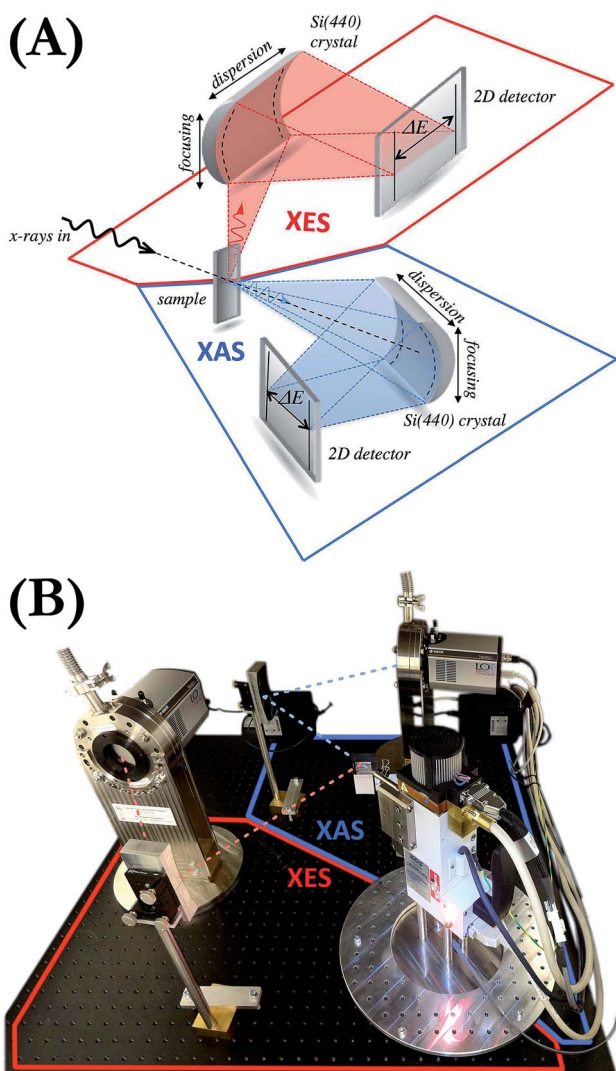 (A)
Si(440)
crystal
dispersion
2D detector
focusing
ΔE
x-rays in
XES
sample
dispersion
XAS
focusing
ΔE
Si(440) crystal
2D detector
(B)
XAS
XES